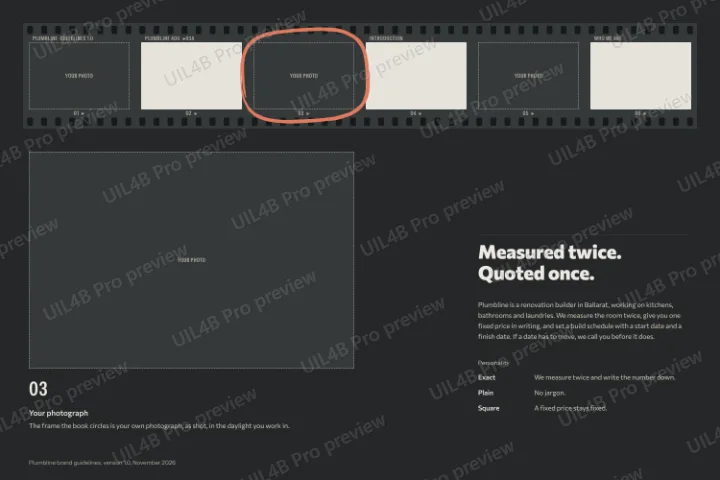 PLUMBLINE GUIDELINES 1.0
PLUMBLINE
INTRODUCTION
WHO WE ARE
YOUR PHOTO
YOUR PHOTO
YOUR PHOTO
01
02
03
04
05
06
YOUR PHOTO
Measured twice.
Quoted once.
Plumbline is a renovation builder in Ballarat, working on kitchens,
bathrooms and laundries. We measure the room twice, give you one
fixed price in writing, and set a build schedule with a start date and a
finish date. If a date has to move, we call you before it does.
Personality
Exact We measure twice and write the number down.
Plain No jargon.
Square A fixed price stays fixed.
03
Your photograph
The frame the book circles is your own photograph, as shot, in the daylight you work in.
Plumbline brand guidelines, version 1.0, November 2026
UIL4B Pro preview